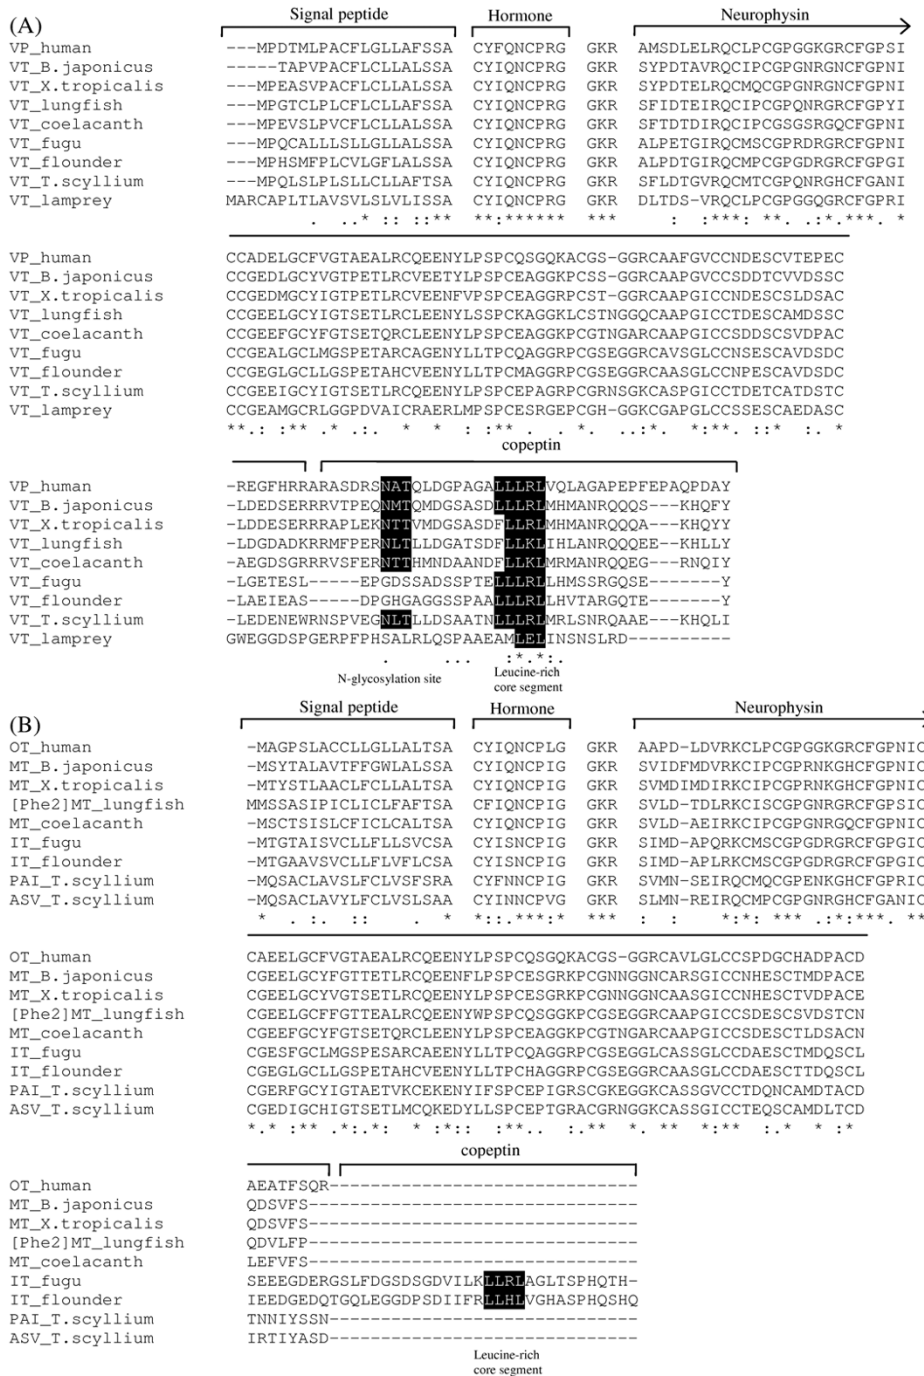 (A) Signal peptide Hormone Neurophysin
VP_human ---MPDTMLPACFLGLLAFSSA CYFQNCPRG GKR AMSDLELRQCLPCGPGGKGRCFGPSI
VT_B.japonicus -----TAPVPACFLCLLALSSA CYIQNCPRG GKR SYPDTAVRQCIPCGPGNRGNCFGPNI
VT_X.tropicalis ---MPEASVPACFLCLLALSSA CYIQNCPRG GKR SYPDTELRQCMQCGPGNRGNCFGPNI
VT_lungfish ---MPGTCLPLCFLCLLAFSSA CYIQNCPRG GKR SFIDTEIRQCIPCGPQNRGRCFGPYI
VT_coelacanth ---MPEVSLPVCFLCLLALSSA CYIQNCPRG GKR SFTDTDIRQCIPCGSGSRGQCFGPNI
VT_fugu ---MPQCALLLSLLGLLALSSA CYIQNCPRG GKR ALPETGIRQCMSCGPRDRGRCFGPNI
VT_flounder ---MPHSMFPLCVLGFLALSSA CYIQNCPRG GKR ALPDTGIRQCMPCGPRDRGRCFGPGI
VT_T.scyllium ---MPQLSLPLSLLCLLAFTSA CYIQNCPRG GKR SFLDTGVRQCMTCGPQNRGHCFGANI
VT_lamprey MARCAPLTLAVSVLSLVLISSA CYIQNCPRG GKR DLTDS-VRQCLPCGPGGQGRCFGPRI
. ..* :: :** **:****** *** : :***: ** .. *.***. *
VP_human CCADELGCFVGTAEALRCQEENYLPSPCQSGQKACGS-GGRCAAFGVCCNDESCVTEPEC
VT_B.japonicus CCGEDLGCYVGTPETLRCVEETYLPSPCEAGGKPCSS-GGRCAAPGVCCSDDTCVVDSSC
VT_X.tropicalis CCGEDMGCYIGTPETLRCVEENFVPSPCEAGGRPCST-GGRCAAPGICCNDESCSLDSAC
VT_lungfish CCGEELGCYIGTSETLRCLEENYLSSPCKAGGKLCSTNGGQCAAPGICCTDESCAMDSSC
VT_coelacanth CCGEEFGCYFGTSETQRCLEENYLPSPCEAGGKPCGTNGARCAAPGICCSDDSCSVDPAC
VT_fugu CCGEALGCLMGSPETARCAGENYLLTPCQAGGRPCGSEGGRCAVSGLCCNSESCAVDSDC
VT_flounder CCGEGLGCLLGSPETAHCVEENYLLTPCMAGGRPCGSEGGRCAASGLCCNPESCAVDSDC
VT_T.scyllium CCGEEIGCYIGTSETLRCQEENYLPSPCEPAGRPCGRNSGKCASPGICCTDETCATDSTC
VT_lamprey CCGEAMGCRLGGPDVAICRAERLMPSPCESRGEPCGH-GGKCGAPGLCCSSESCAEDASC
**.: :** .* .:. * * : :** . . *. ..:*. *:**. ::* : *
copeptin
VP_human -REGFHRRARASDRSNATQLDGPAGALLLRLVQLAGAPEPFEPAQPDAY
VT_B.japonicus -LDEDSERRRVTPEQNMTQMDGSASDLLLRLMHMANRQQQS---KHQFY
VT_X.tropicalis -LDDESERRRAPLEKNTTVMDGSASDFLLRLMHMANRQQQA---KHQYY
VT_lungfish -LDGDADKRRMFPERNLTLLDGATSDFLLKLIHLANRQQQEE--KHLLY
VT_coelacanth -AEGDSGRRRVSFERNTTHMNDAANDFLLKLMRMANRQEG---RNQIY
VT_fugu -LGETESL-----EPGDSSADSSPTELLLRLLHMSSRGQSE-------Y
VT_flounder -LAEIEAS-----DPGHGAGGSSPAALLLRLLHVTARGQTE-------Y
VT_T.scyllium -LEDENEWRNSPVEGNLTLLDNSAATNLLLRLMRLSNRQAAE--KHQLI
VT_lamprey GWEGGDSPGERPFPHSALRLQSPAAEAMLELINSNSLRD----------
. ... :*.*:.
N-glycosylation site Leucine-rich
core segment
(B) Signal peptide Hormone Neurophysin
OT_human -MAGPSLACCLLGLLALTSA CYIQNCPLG GKR AAPD-LDVRKCLPCGPGGKGRCFGPNIC
MT_B.japonicus -MSYTALAVTFFGWLALSSA CYIQNCPIG GKR SVIDFMDVRKCIPCGPRNKGHCFGPNIC
MT_X.tropicalis -MTYSTLAACFLCLLALSSA CYIQNCPIG GKR SVMDIMDLRKCIPCGPRNKGHCFGPNIC
[Phe2]MT_lungfish MMSSASIPICLICLFAFTSA CFIQNCPIG GKR SVLD-TDLRKCIPCGPGNRGRCFGPSIC
MT_coelacanth -MSCTSISLCFICLCALTSA CYIQNCPIG GKR SVLD-AEIRKCIPCGPGNRGQCFGPNIC
IT_fugu -MTGTAISVCLLFLLSVCSA CYISNCPIG GKR SIMD-APQRKCMSCGPGDRGRCFGPGIC
IT_flounder -MTGAAVSVCLLFLVFLCSA CYISNCPIG GKR SIMD-APLRKCMSCGPGDRGRCFGPGIC
PAI_T.scyllium -MQSACLAVSLFCLVSFSRA CYFNNCPIG GKR SVMN-SEIRQCMQCGPENKGHCFGPRIC
ASV_T.scyllium -MQSACLAVYLFCLVSLSAA CYINNCPVG GKR SLMN-REIRQCMPCGPGNKGHCFGANIC
* .:. :: . * *::.***:* *** : : *:*: *** .:*:***. **
OT_human CAEELGCFVGTAEALRCQEENYLPSPCQSGQKACGS-GGRCAVLGLCCSPDGCHADPACD
MT_B.japonicus CGEELGCYFGTTETLRCQEENFLPSPCESGRKPCGNNGGNCARSGICCNHESCTMDPACE
MT_X.tropicalis CGEELGCYVGTSETLRCQEENYLPSPCESGRKPCGNNGGNCAASGICCNHESCTVDPACE
[Phe2]MT_lungfish CGEELGCFFGTTEALRCQEENYWPSPCQSGGKPCGSEGGRCAAPGICCSDESCSVDSTCN
MT_coelacanth CGEEFGCYFGTSETQRCLEENYLPSPCEAGGKPCGTNGARCAAPGICCSDESCTLDSACN
IT_fugu CGESFGCLMGSPESARCAEENYLLTPCQAGGRPCGSEGGLCASSGLCCDAESCTMDQSCL
IT_flounder CGEGLGCLLGSPETAHCVEENYLLTPCHAGGRPCGSEGGRCAASGLCCDAESCTTDQSCL
PAI_T.scyllium CGERFGCYIGTAETVKCEKENYIFSPCEPIGRSCGKEGGKCASSGVCCTDQNCAMDTACD
ASV_T.scyllium CGEDIGCHIGTSETLMCQKEDYLLSPCEPTGRACGRNGGKCASSGICCTEQSCAMDLTCD
*.* :** .*:.*: * :*:: :**.. :.** *. ** *:** :.* * :*
copeptin
OT_human AEATFSQR------------------------------
MT_B.japonicus QDSVFS--------------------------------
MT_X.tropicalis QDSVFS--------------------------------
[Phe2]MT_lungfish QDVLFP--------------------------------
MT_coelacanth LEFVFS--------------------------------
IT_fugu SEEEGDERGSLFDGSDSGDVILKLLRLAGLTSPHQTH-
IT_flounder IEEDGEDQTGQLEGGDPSDIIFRLLHLVGHASPHQSHQ
PAI_T.scyllium TNNIYSSN------------------------------
ASV_T.scyllium IRTIYASD------------------------------
Leucine-rich
core segment